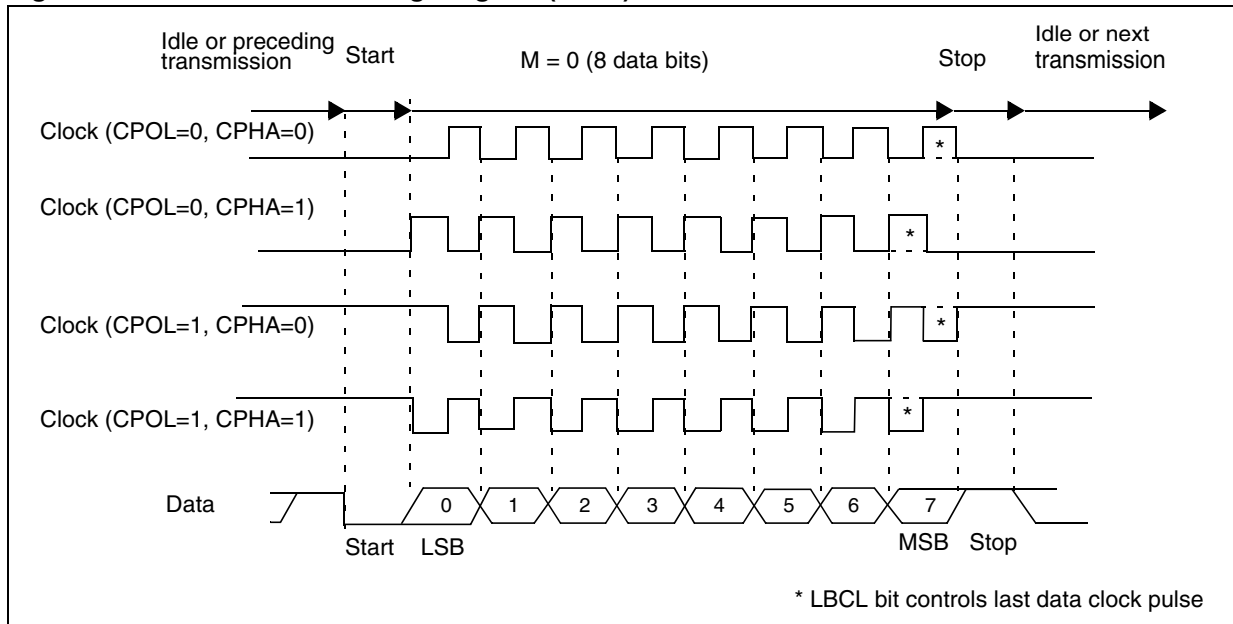 Idle or preceding
transmission
Start
M = 0 (8 data bits)
Stop
Idle or next
transmission
Clock (CPOL=0, CPHA=0)
*
Clock (CPOL=0, CPHA=1)
*
Clock (CPOL=1, CPHA=0)
*
Clock (CPOL=1, CPHA=1)
*
Data
0 1 2 3 4 5 6 7
Start LSB MSB Stop
* LBCL bit controls last data clock pulse